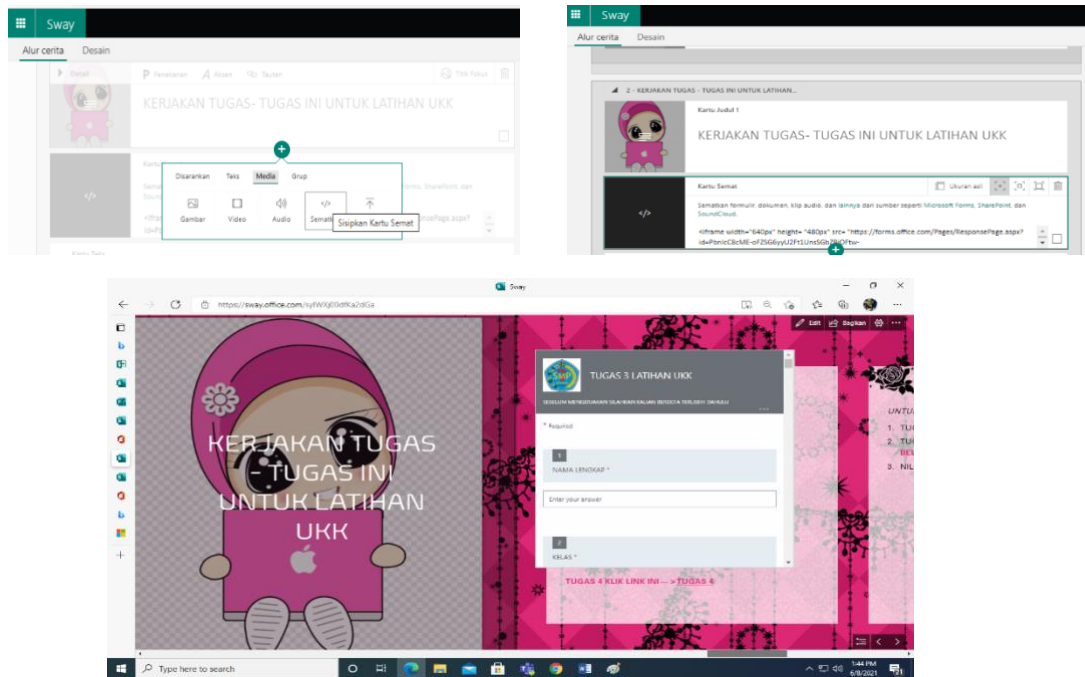 Sway
Alur cerita Desain
Detail Penekanan Aksen Tautan Titik Fokus
KERJAKAN TUGAS- TUGAS INI UNTUK LATIHAN UKK
Disarankan Teks Media Grup
Gambar Video Audio
Sisipkan Kartu Semat
Kartu Teks
Sway
Alur cerita Desain
2 - KERJAKAN TUGAS - TUGAS INI UNTUK LATIHAN...
Kartu Judul 1
KERJAKAN TUGAS- TUGAS INI UNTUK LATIHAN UKK
Kartu Semat Ukuran asli
Sematkan formulir, dokumen, klip audio, dan lainnya dari sumber seperti Microsoft Forms, SharePoint, dan
SoundCloud.
<iframe width="640px" height= "480px" src= "https://forms.office.com/Pages/ResponsePage.aspx?
Sway
Edit Bagikan
KERJAKAN TUGAS
- TUGAS INI
UNTUK LATIHAN
UKK
TUGAS 3 LATIHAN UKK
* Required
1
NAMA LENGKAP *
Enter your answer
2
KELAS *
TUGAS 4 KLIK LINK INI--- >TUGAS 4
UNTU
1. TU
2. TU
BE
3. NIL
Type here to search
1:44 PM
6/8/2021